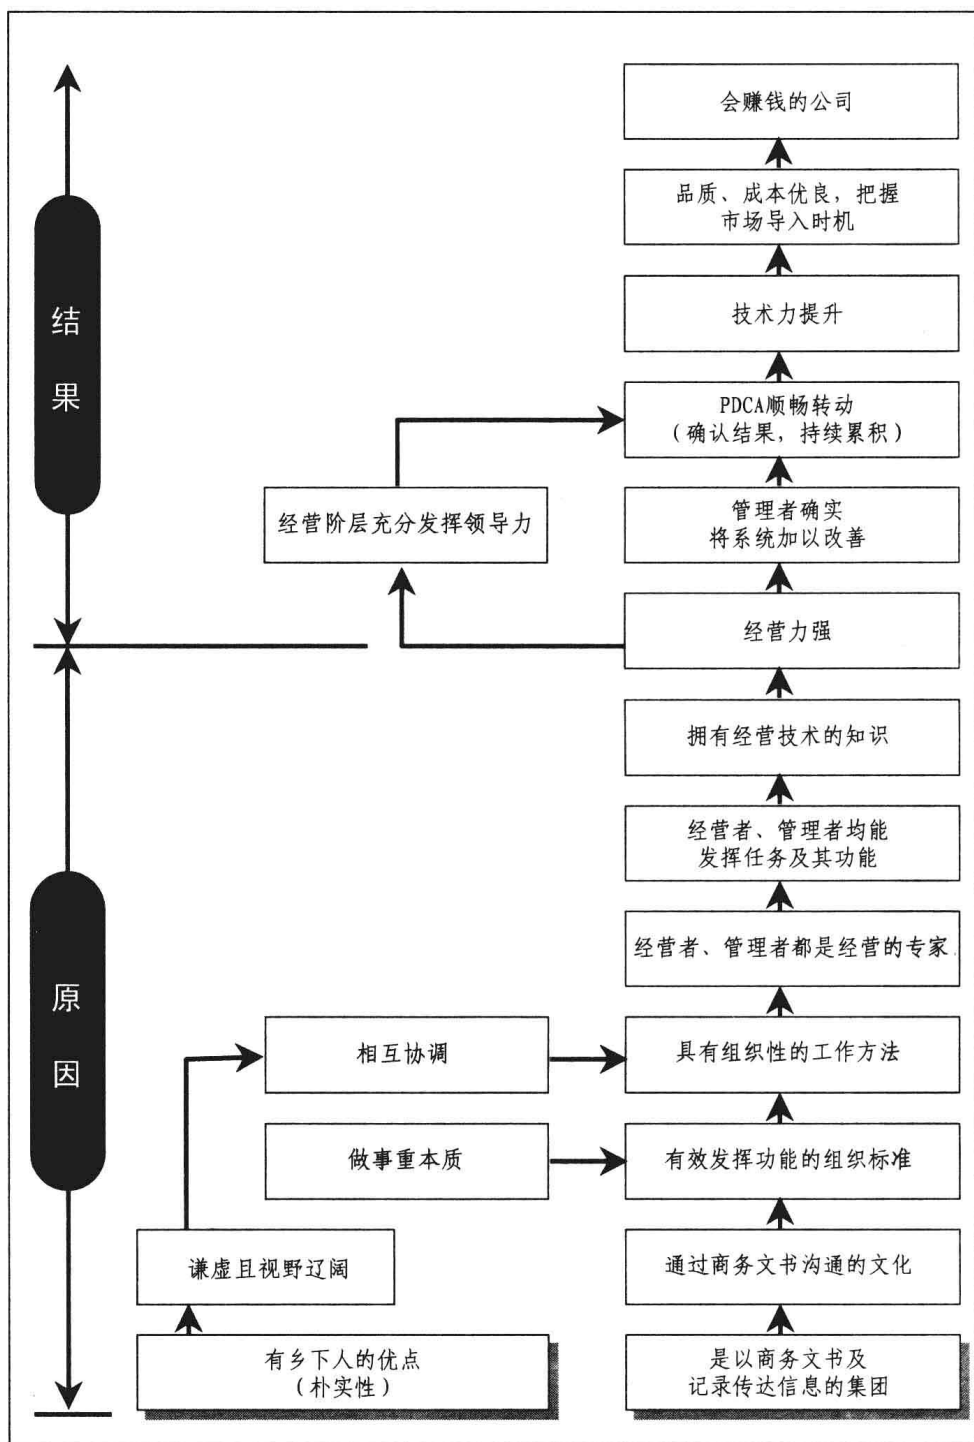 会赚钱的公司
品质、成本优良，把握
市场导入时机
结果
技术力提升
PDCA顺畅转动
（确认结果，持续累积）
经营阶层充分发挥领导力
管理者确实
将系统加以改善
经营力强
拥有经营技术的知识
经营者、管理者均能
发挥任务及其功能
原因
经营者、管理者都是经营的专家
相互协调
具有组织性的工作方法
做事重本质
有效发挥功能的组织标准
谦虚且视野辽阔
通过商务文书沟通的文化
有乡下人的优点
（朴实性）
是以商务文书及
记录传达信息的集团